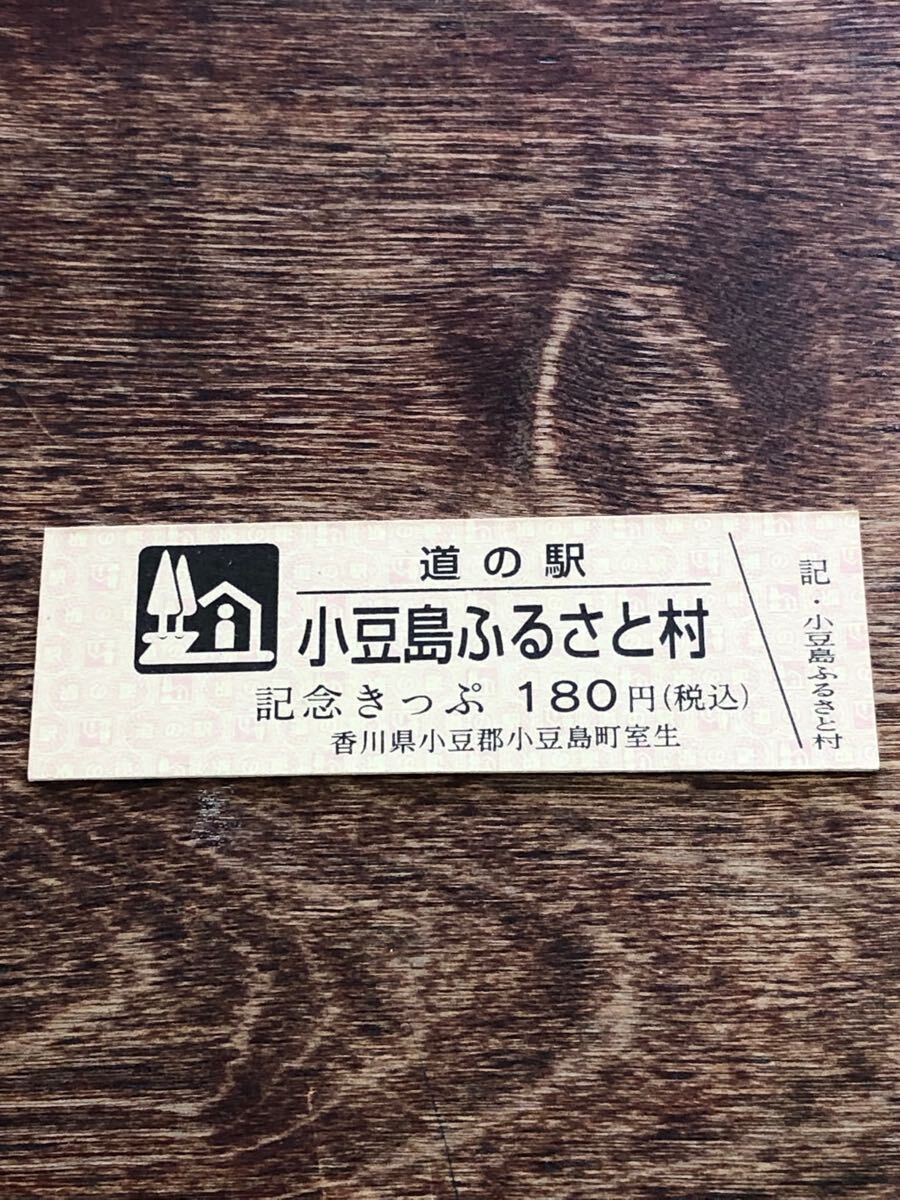 道の駅
小豆島ふるさと村
記念きっぷ 180円(税込)
香川県小豆郡小豆島町室生
記・小豆島ふるさと村